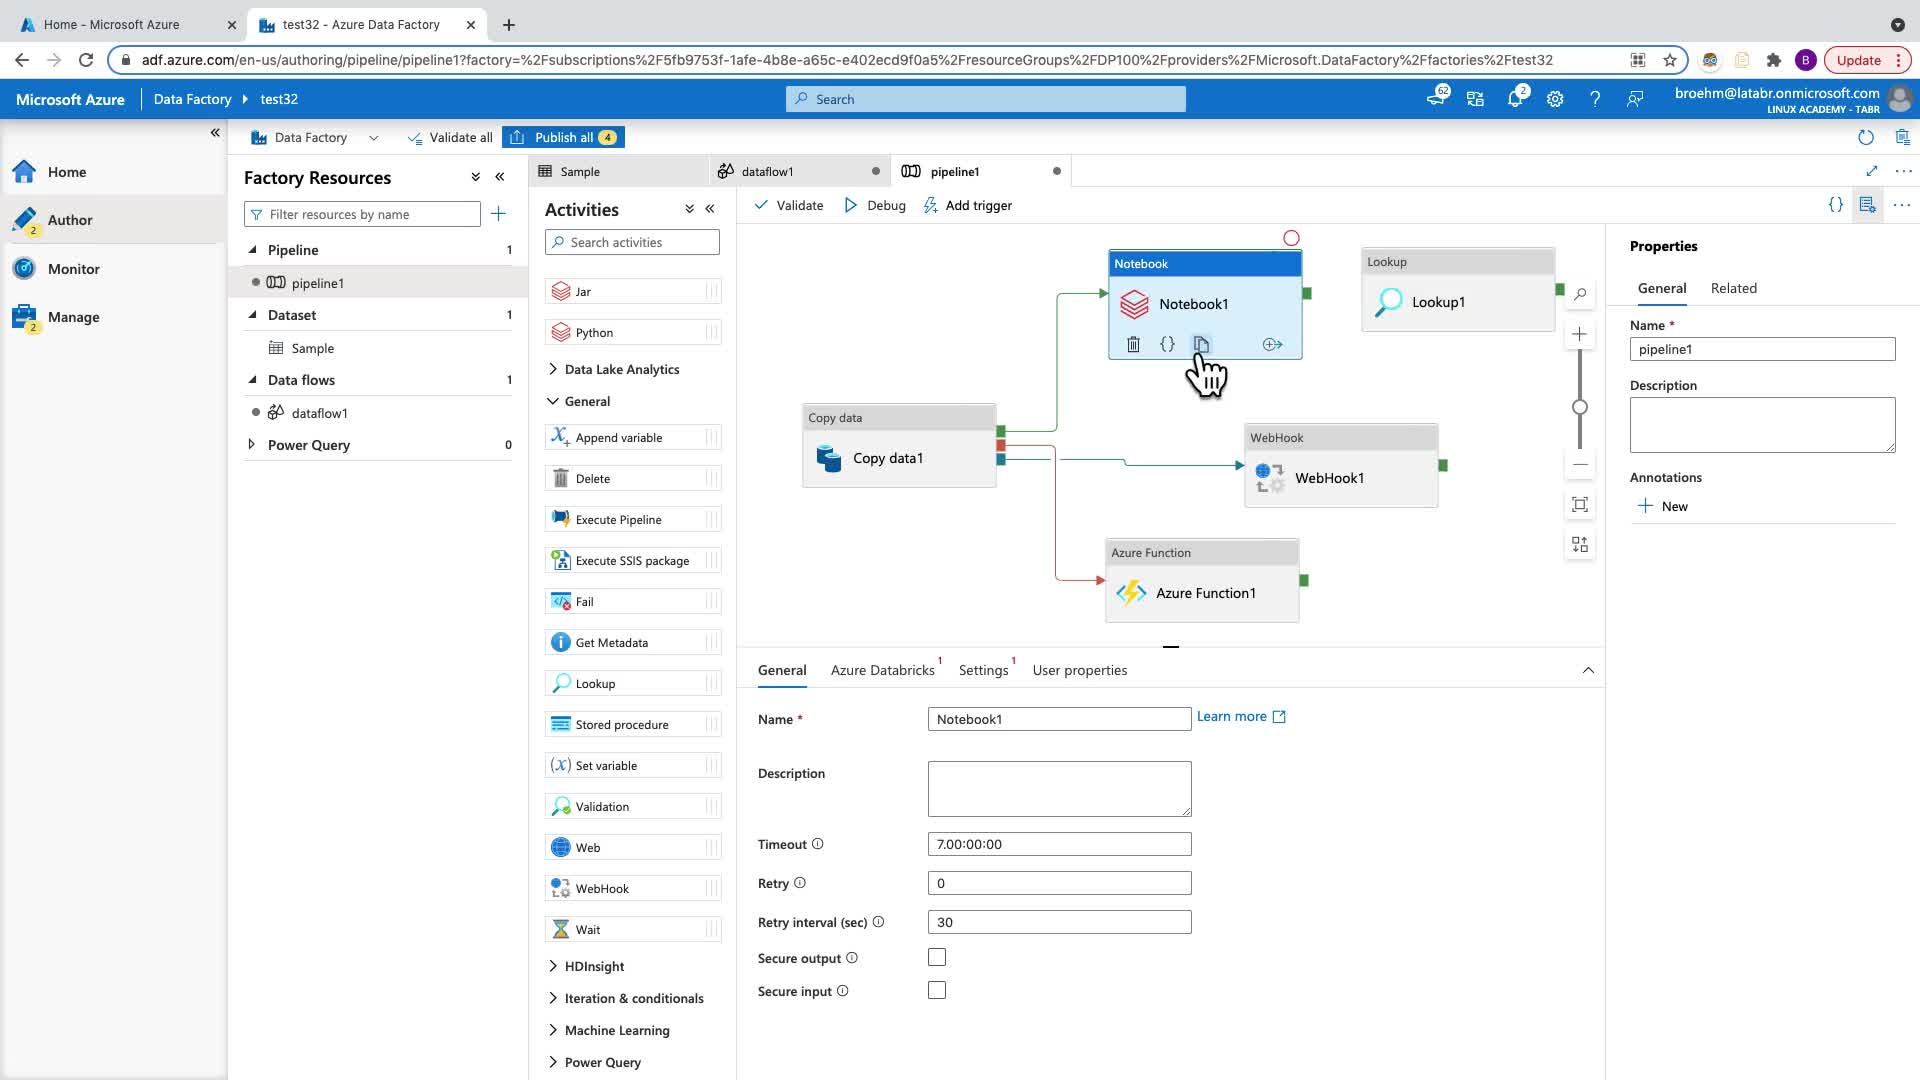 Home - Microsoft Azure
test32 - Azure Data Factory
adf.azure.com/en-us/authoring/pipeline/pipeline1?factory=%2Fsubscriptions%2F5fb9753f-1afe-4b8e-a65c-e402ecd9f0a5%2FresourceGroups%2FDP100%2Fproviders%2FMicrosoft.DataFactory%2Ffactories%2Ftest32
B
Update
Microsoft Azure
Data Factory
test32
Search
62
2
broehm@latabr.onmicrosoft.com
LINUX ACADEMY - TABR
Home
Author
2
Monitor
Manage
2
Data Factory
Validate all
Publish all
4
Factory Resources
Filter resources by name
Pipeline
1
pipeline1
Dataset
1
Sample
Data flows
1
dataflow1
Power Query
0
Sample
dataflow1
pipeline1
Activities
Search activities
Jar
Python
Data Lake Analytics
General
Append variable
Delete
Execute Pipeline
Execute SSIS package
Fail
Get Metadata
Lookup
Stored procedure
Set variable
Validation
Web
WebHook
Wait
HDInsight
Iteration & conditionals
Machine Learning
Power Query
Validate
Debug
Add trigger
Notebook
Notebook1
Lookup
Lookup1
Copy data
Copy data1
WebHook
WebHook1
Azure Function
Azure Function1
General
Azure Databricks
1
Settings
1
User properties
Name *
Notebook1
Learn more
Description
Timeout
7.00:00:00
Retry
0
Retry interval (sec)
30
Secure output
Secure input
Properties
General
Related
Name *
pipeline1
Description
Annotations
New